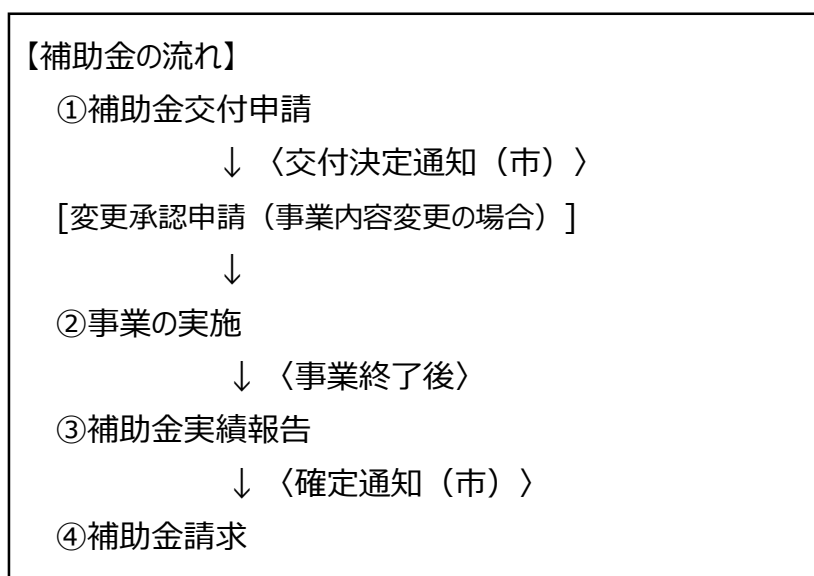 【補助金の流れ】
①補助金交付申請
↓〈交付決定通知（市）〉
[変更承認申請（事業内容変更の場合）]
↓
②事業の実施
↓〈事業終了後〉
③補助金実績報告
↓〈確定通知（市）〉
④補助金請求